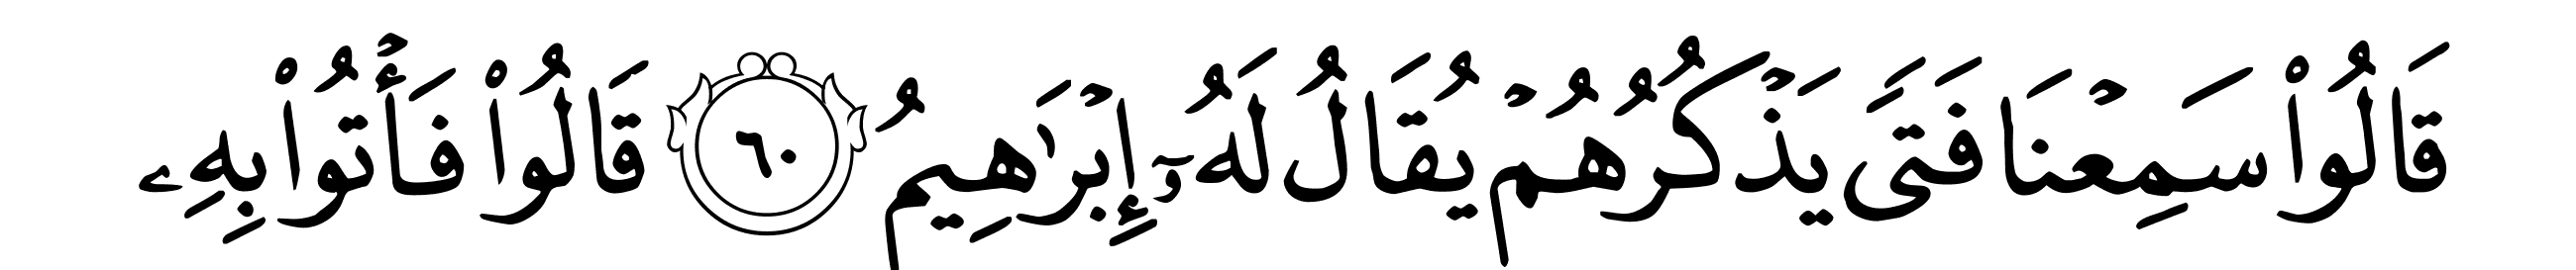 قَالُوا۟ سَمِعْنَا فَتًى يَذْكُرُهُمْ يُقَالُ لَهُۥٓ إِبْرَٰهِيمُ ٦٠ قَالُوا۟ فَأْتُوا۟ بِهِۦ